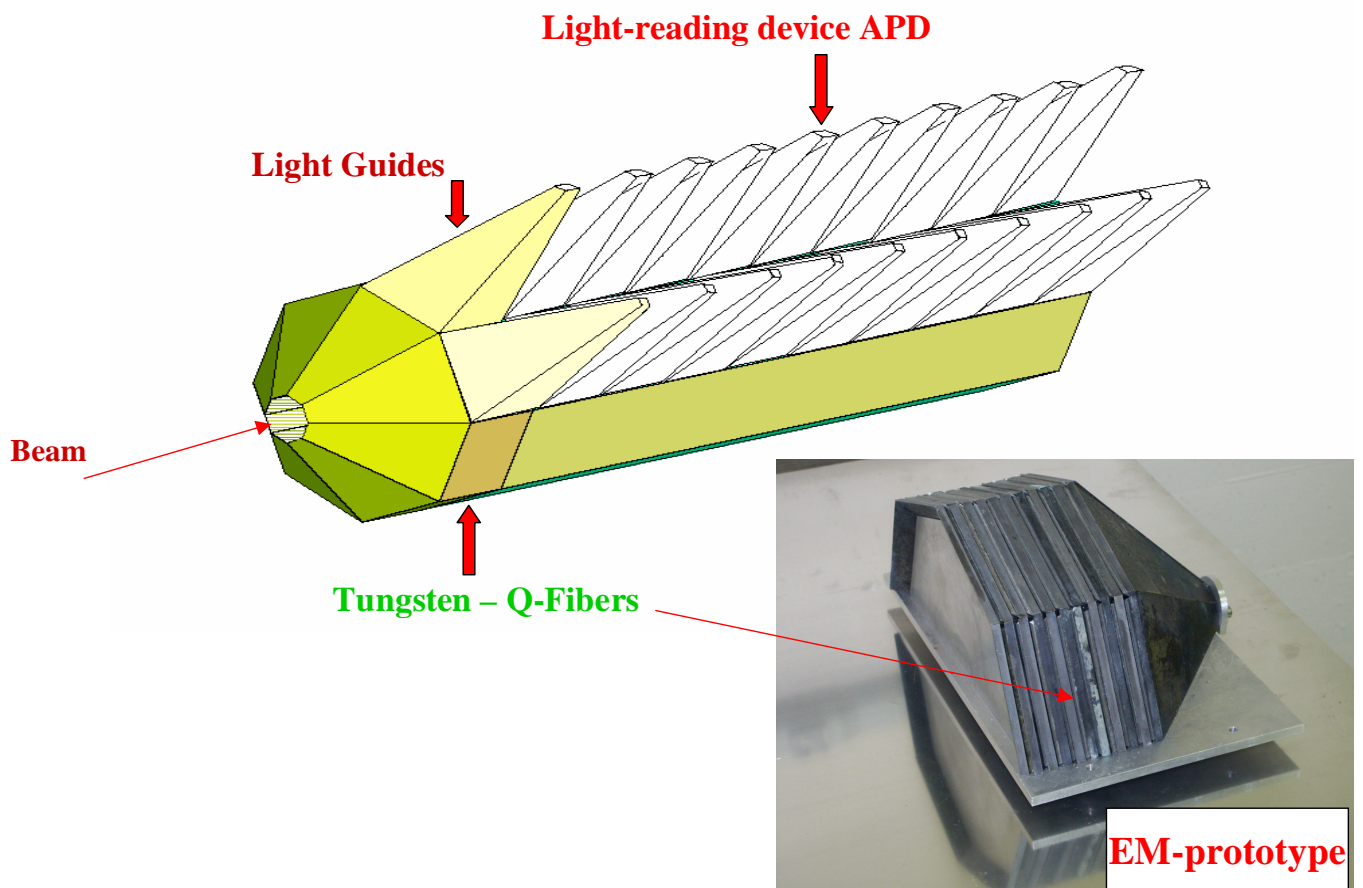 Light-reading device APD
Light Guides
Beam
Tungsten – Q-Fibers
EM-prototype